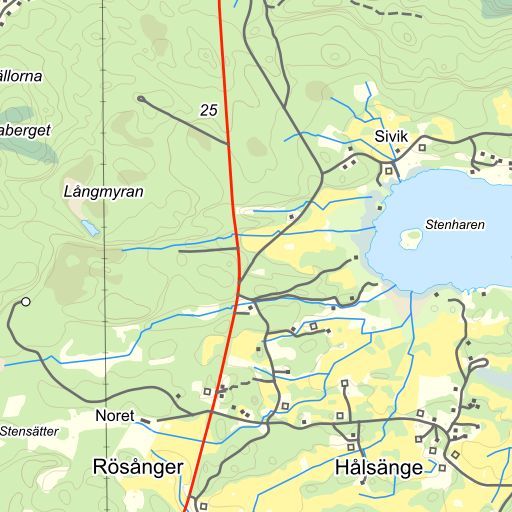 ällorna
25
aberget
Sivik
Långmyran
Stenharen
Noret
Stensätter
Rösånger
Hålsänge